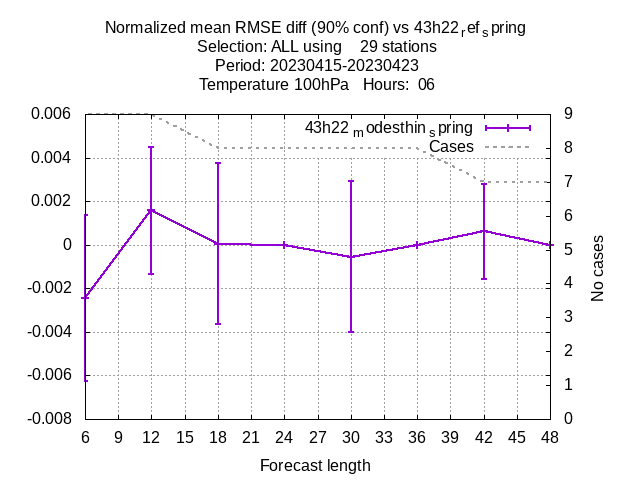 Normalized mean RMSE diff (90% conf) vs 43h22refspring
Selection: ALL using 29 stations
Period: 20230415-20230423
Temperature 100hPa Hours: 06
43h22modesthinspring
Cases
0.006
0.004
0.002
0
-0.002
-0.004
-0.006
-0.008
9
8
7
6
5
4
3
2
1
0
No cases
6 9 12 15 18 21 24 27 30 33 36 39 42 45 48
Forecast length